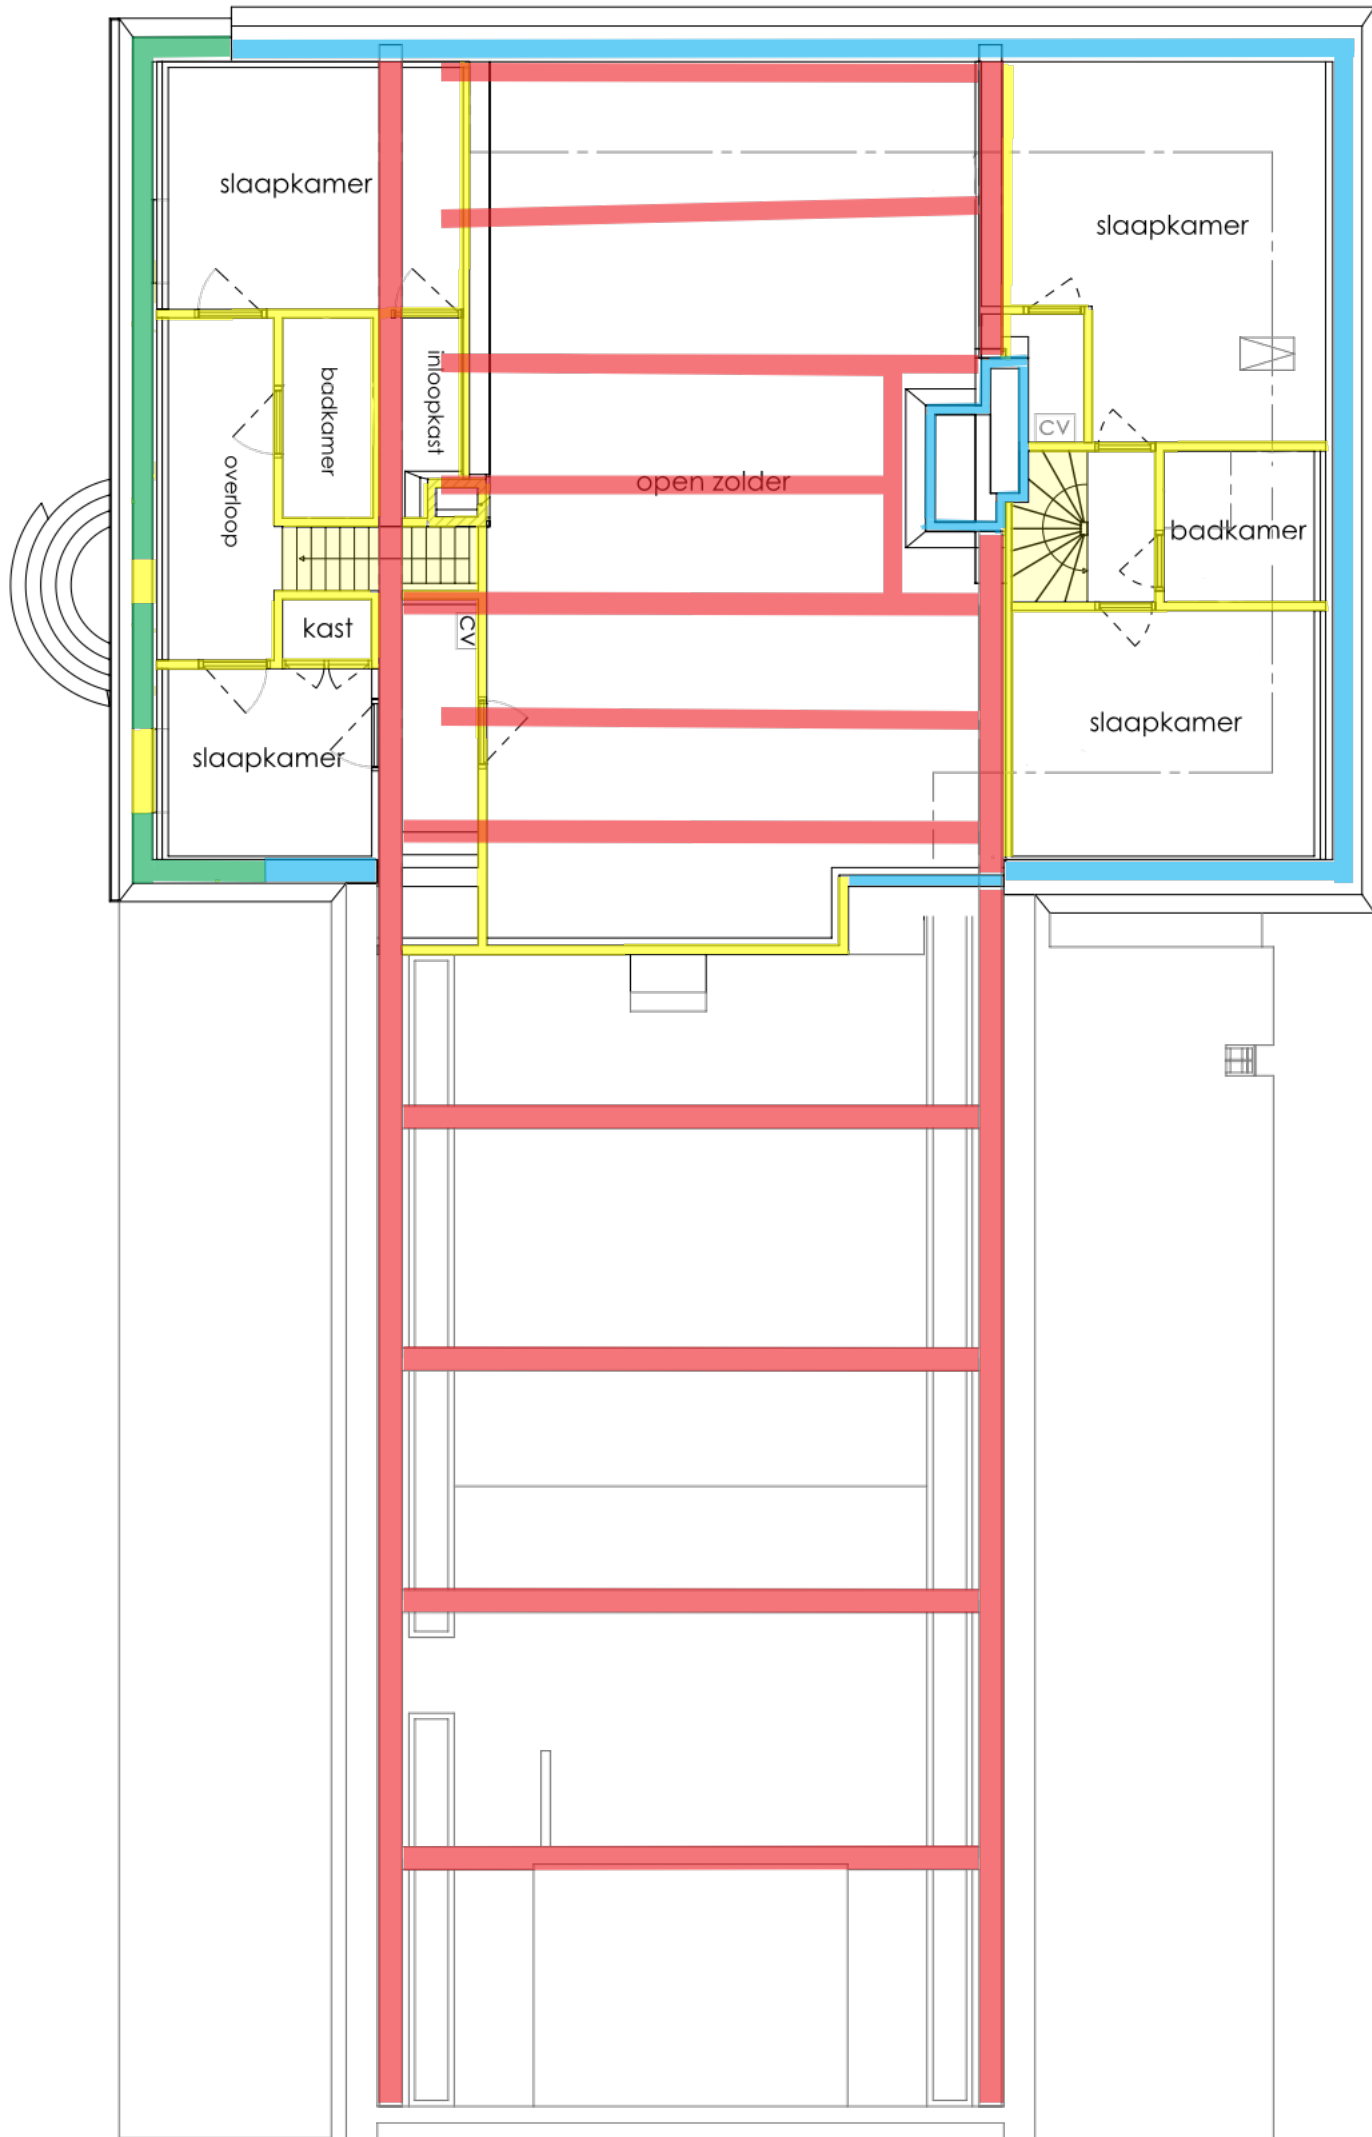 slaapkamer
slaapkamer
inloopkast
badkamer
CV
overloop
open zolder
badkamer
kast
CV
slaapkamer
slaapkamer